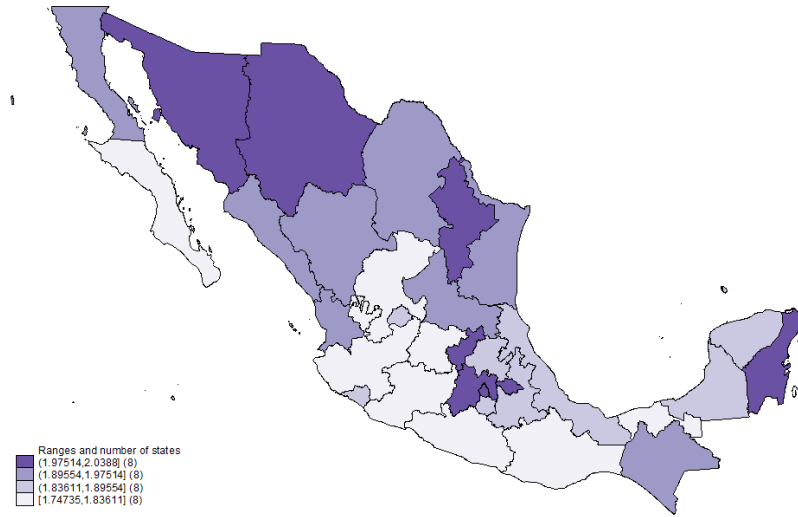 Ranges and number of states
(1.97514,2.0388] (8)
(1.89554,1.97514] (8)
(1.83611,1.89554] (8)
[1.74735,1.83611] (8)